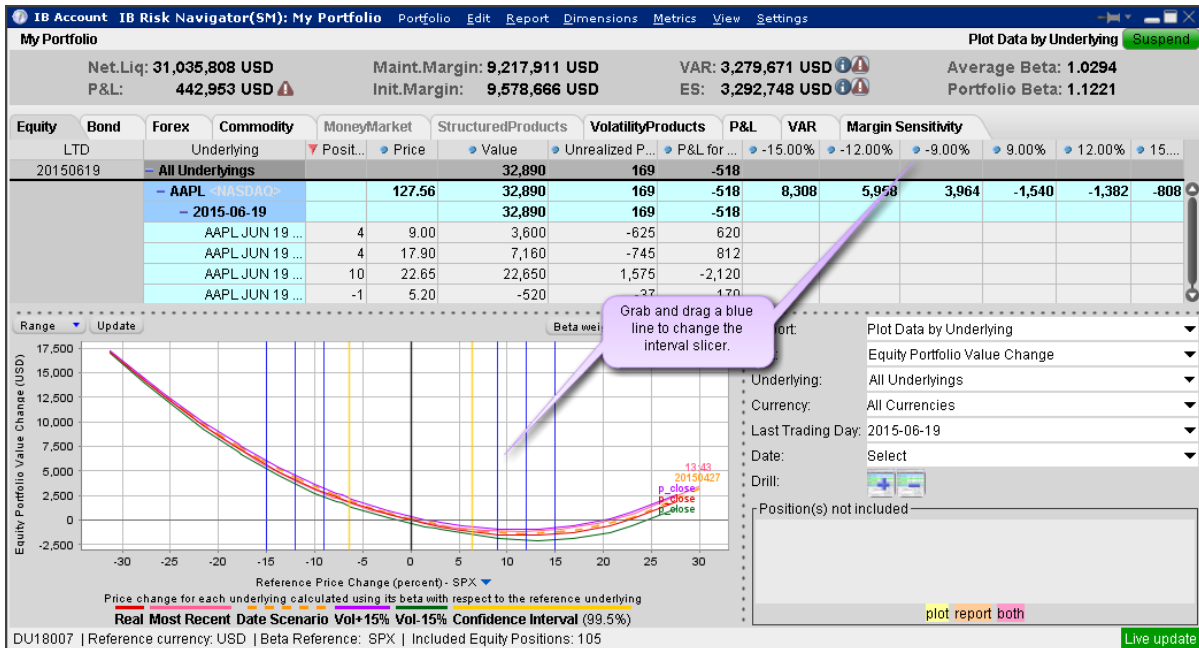 IB Account IB Risk Navigator(SM): My Portfolio Portfolio Edit Report Dimensions Metrics View Settings
My Portfolio Plot Data by Underlying Suspend
Net.Liq: 31,035,808 USD Maint.Margin: 9,217,911 USD VAR: 3,279,671 USD Average Beta: 1.0294
P&L: 442,953 USD Init.Margin: 9,578,666 USD ES: 3,292,748 USD Portfolio Beta: 1.1221
Equity Bond Forex Commodity MoneyMarket StructuredProducts VolatilityProducts P&L VAR Margin Sensitivity
LTD Underlying Posit... Price Value Unrealized P... P&L for .... -15.00% -12.00% -9.00% 9.00% 12.00% 15....
20150619 – All Underlyings 32,890 169 -518
– AAPL <NASDAQ> 127.56 32,890 169 -518 8,308 5,958 3,964 -1,540 -1,382 -808
– 2015-06-19 32,890 169 -518
AAPL JUN 19 ... 4 9.00 3,600 -625 620
AAPL JUN 19 ... 4 17.90 7,160 -745 812
AAPL JUN 19 ... 10 22.65 22,650 1,575 -2,120
AAPL JUN 19 ... -1 5.20 -520 -37 170
Grab and drag a blue
line to change the
interval slicer.
Range Update Beta
Plot Data by Underlying
Equity Portfolio Value Change
Underlying: All Underlyings
Currency: All Currencies
Last Trading Day: 2015-06-19
Date: Select
Drill:
Position(s) not included
plot report both
Equity Portfolio Value Change (USD)
17,500
15,000
12,500
10,000
7,500
5,000
2,500
0
-2,500
13:43
20150427
p_close
p_close
p_close
-30 -25 -20 -15 -10 -5 0 5 10 15 20 25 30
Reference Price Change (percent) - SPX
Price change for each underlying calculated using its beta with respect to the reference underlying
Real Most Recent Date Scenario Vol+15% Vol-15% Confidence Interval (99.5%)
DU18007 | Reference currency: USD | Beta Reference: SPX | Included Equity Positions: 105 Live update